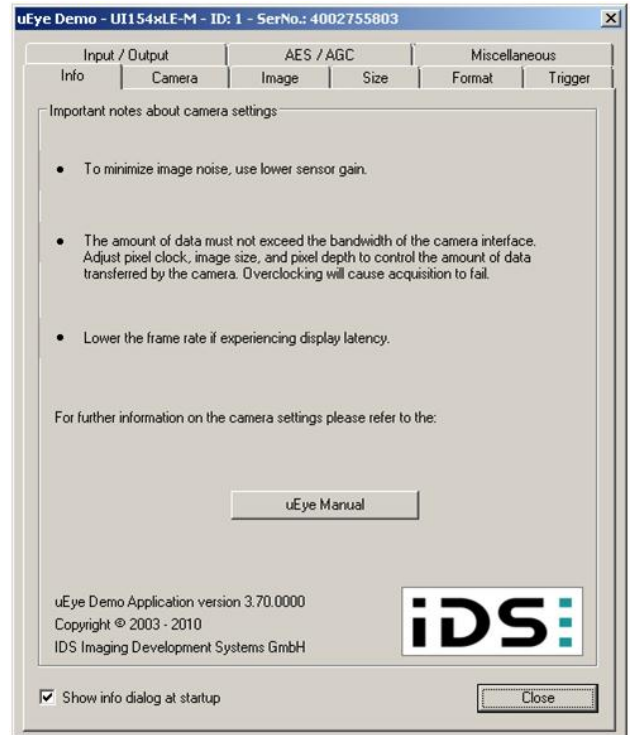 uEye Demo - UI154xLE-M - ID: 1 - SerNo.: 4002755803
Input / Output AES / AGC Miscellaneous
Info Camera Image Size Format Trigger
Important notes about camera settings
• To minimize image noise, use lower sensor gain.
• The amount of data must not exceed the bandwidth of the camera interface.
Adjust pixel clock, image size, and pixel depth to control the amount of data
transferred by the camera. Overclocking will cause acquisition to fail.
• Lower the frame rate if experiencing display latency.
For further information on the camera settings please refer to the:
uEye Manual
uEye Demo Application version 3.70.0000
Copyright © 2003 - 2010
IDS Imaging Development Systems GmbH
iDS
Show info dialog at startup
Close